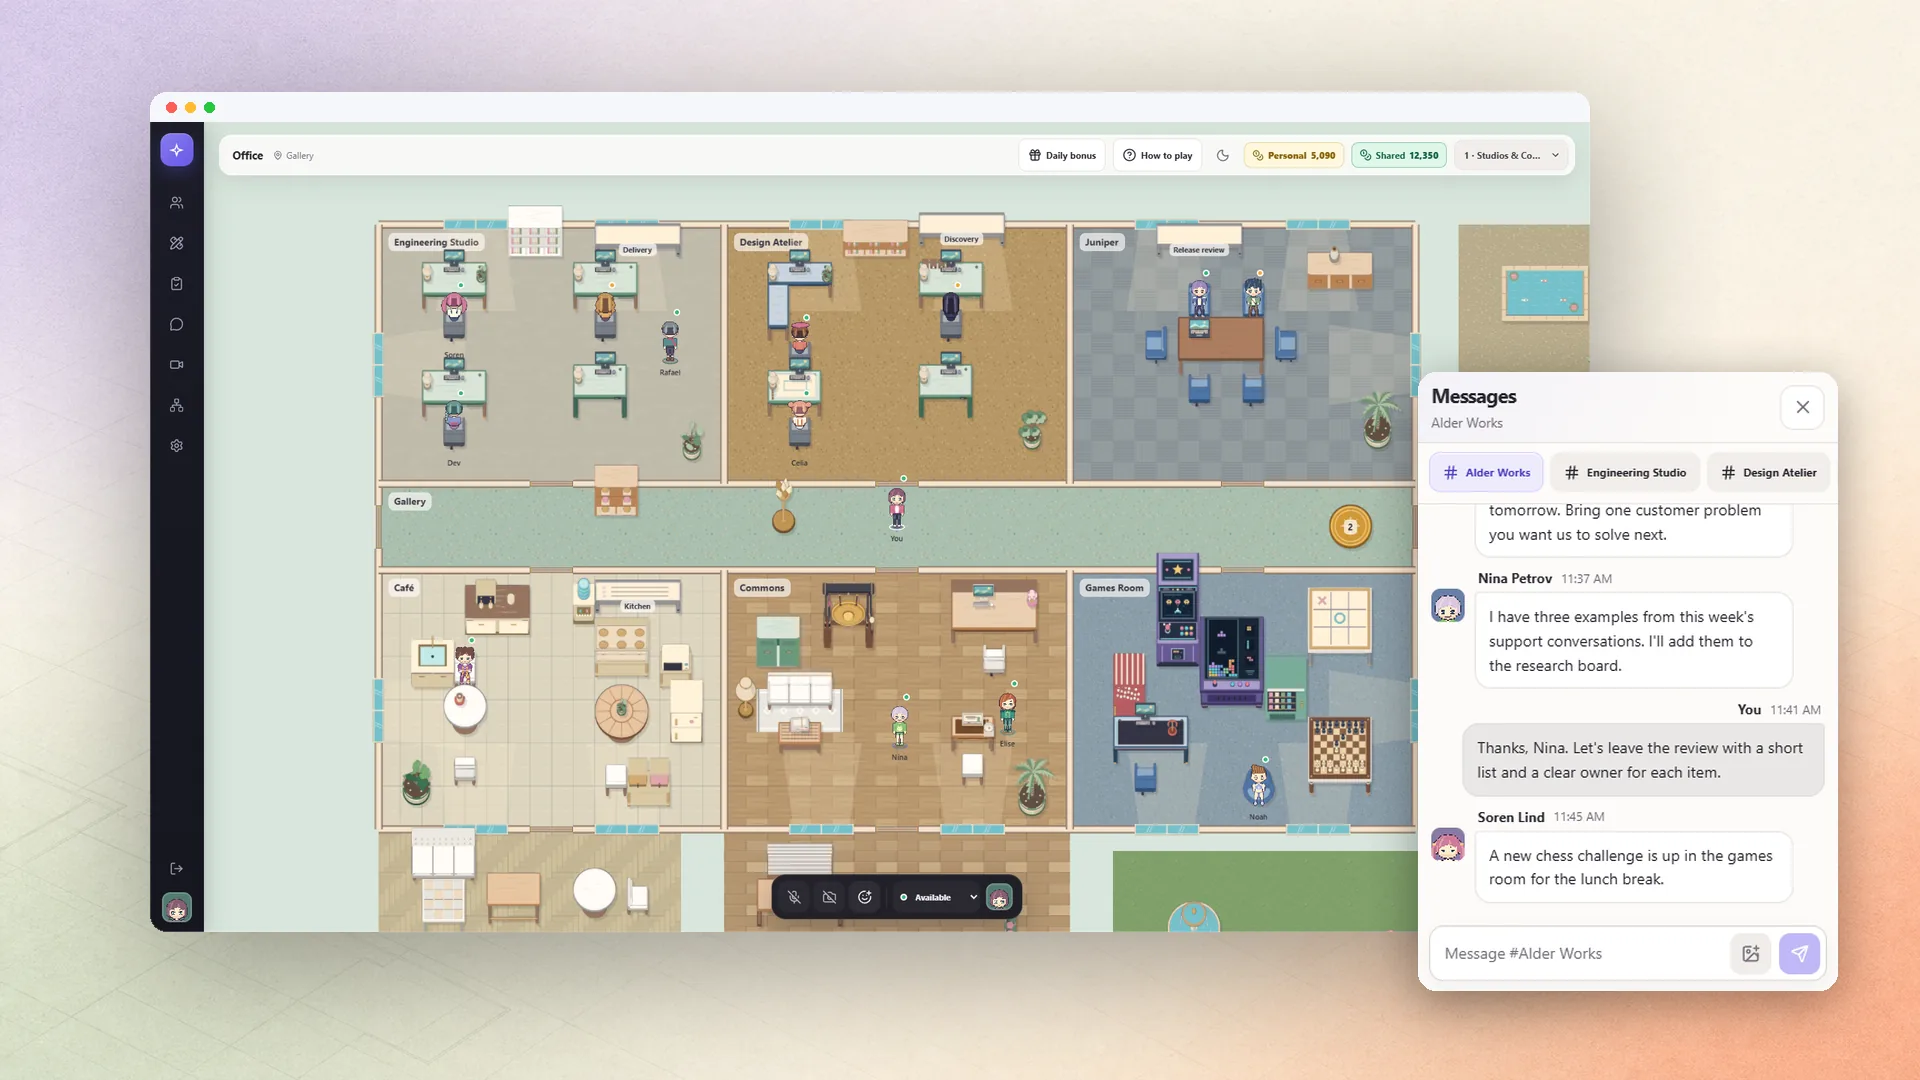 Office
Gallery
Daily bonus
How to play
Personal 5,090
Shared 12,350
1 · Studios & Co...
Engineering Studio
Delivery
Design Atelier
Discovery
Juniper
Release review
Soren
Rafael
Dev
Celia
Gallery
You
2
Café
Kitchen
Commons
Games Room
Nina
Elise
Noah
Available
Messages
Alder Works
# Alder Works
# Engineering Studio
# Design Atelier
tomorrow. Bring one customer problem
you want us to solve next.
Nina Petrov 11:37 AM
I have three examples from this week's
support conversations. I'll add them to
the research board.
You 11:41 AM
Thanks, Nina. Let's leave the review with a short
list and a clear owner for each item.
Soren Lind 11:45 AM
A new chess challenge is up in the games
room for the lunch break.
Message #Alder Works